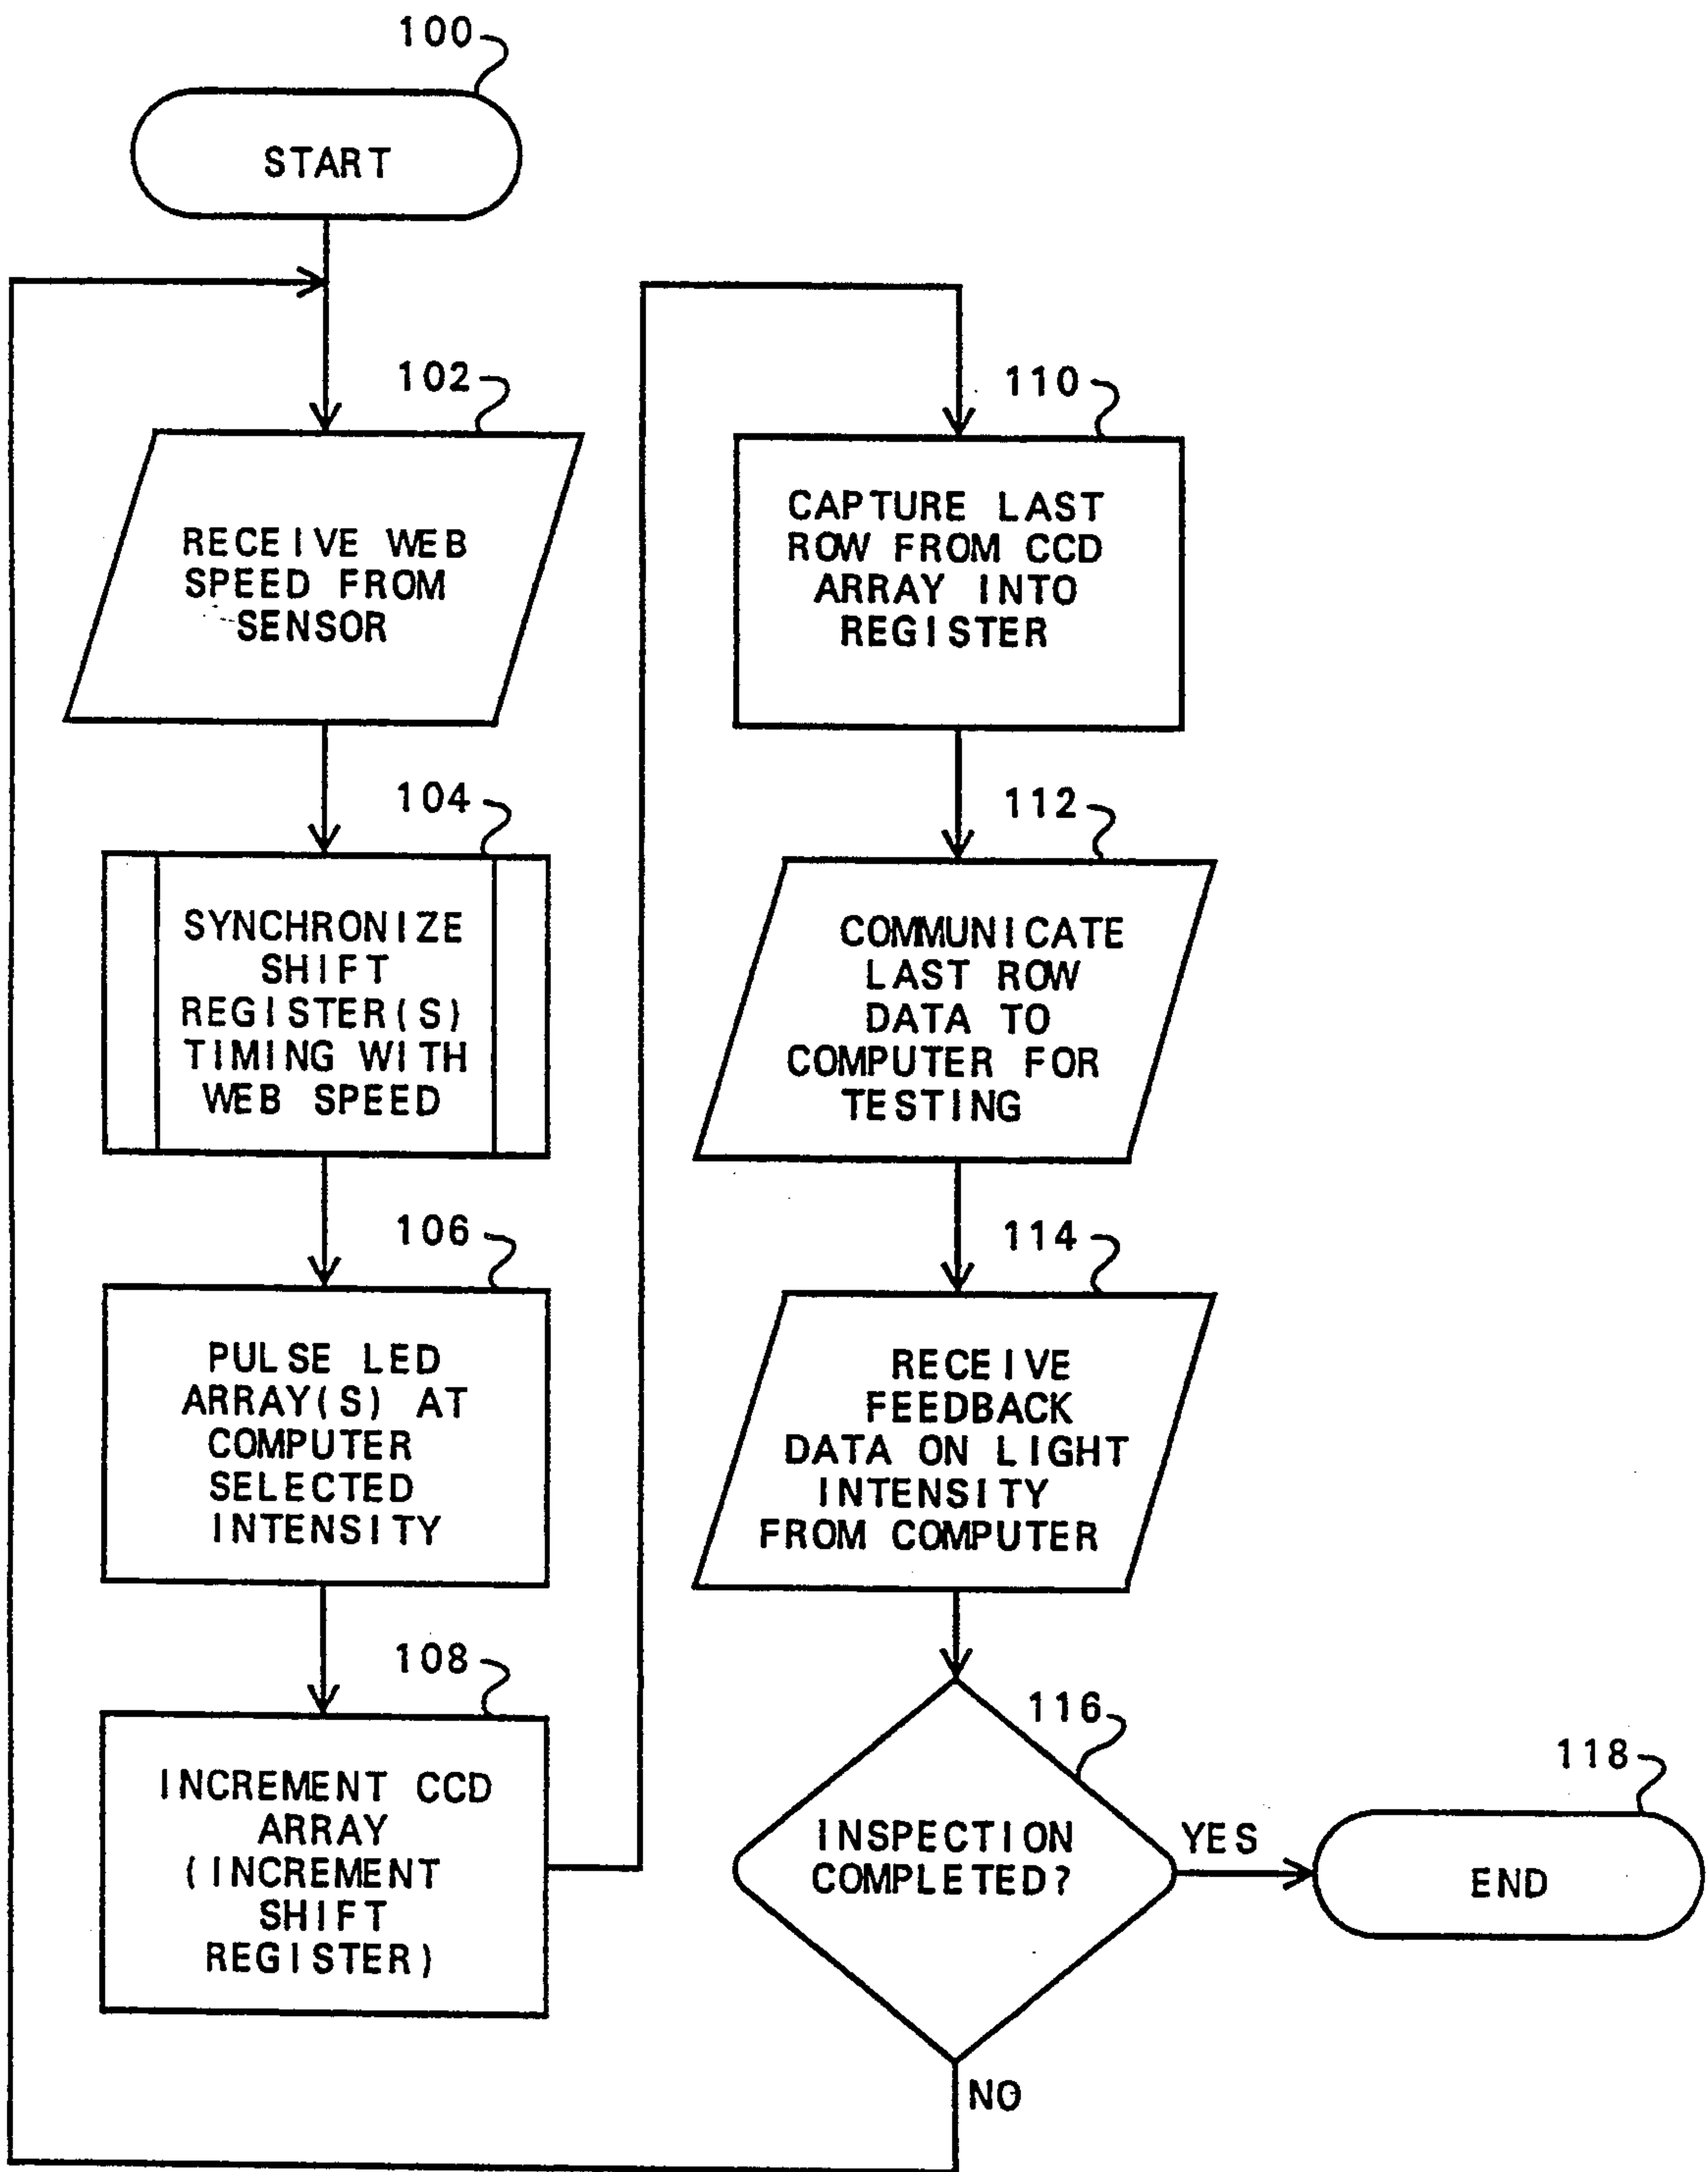 100
START
102
RECEIVE WEB
SPEED FROM
SENSOR
104
SYNCHRONIZE
SHIFT
REGISTER(S)
TIMING WITH
WEB SPEED
106
PULSE LED
ARRAY(S) AT
COMPUTER
SELECTED
INTENSITY
108
INCREMENT CCD
ARRAY
(INCREMENT
SHIFT
REGISTER)
110
CAPTURE LAST
ROW FROM CCD
ARRAY INTO
REGISTER
112
COMMUNICATE
LAST ROW
DATA TO
COMPUTER FOR
TESTING
114
RECEIVE
FEEDBACK
DATA ON LIGHT
INTENSITY
FROM COMPUTER
116
INSPECTION
COMPLETED?
YES
NO
118
END